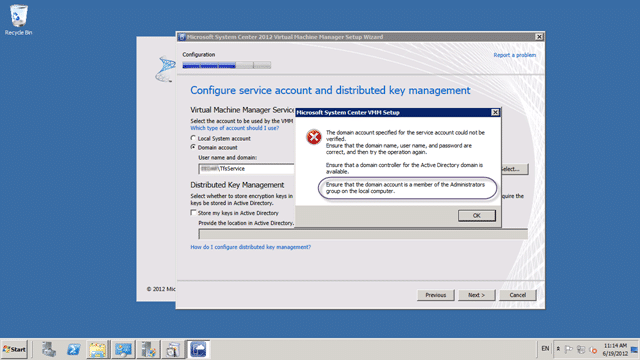 Recycle Bin
Microsoft System Center 2012 Virtual Machine Manager Setup Wizard
Configuration
Report a problem
Configure service account and distributed key management
Virtual Machine Manager Service
Select the account to be used by the VMM
Which type of account should I use?
Local System account
Domain account
User name and domain:
\TfsService
elect...
Distributed Key Management
Select whether to store encryption keys in
quire the
keys be stored in Active Directory.
Store my keys in Active Directory
Provide the location in Active Directory.
How do I configure distributed key management?
Microsoft System Center VMM Setup
The domain account specified for the service account could not be
verified.
Ensure that the domain name, user name, and password are
correct, and then try the operation again.
Ensure that a domain controller for the Active Directory domain is
available.
Ensure that the domain account is a member of the Administrators
group on the local computer.
OK
© 2012 Mic
Previous
Next >
Cancel
Start
EN
11:14 AM
6/19/2012